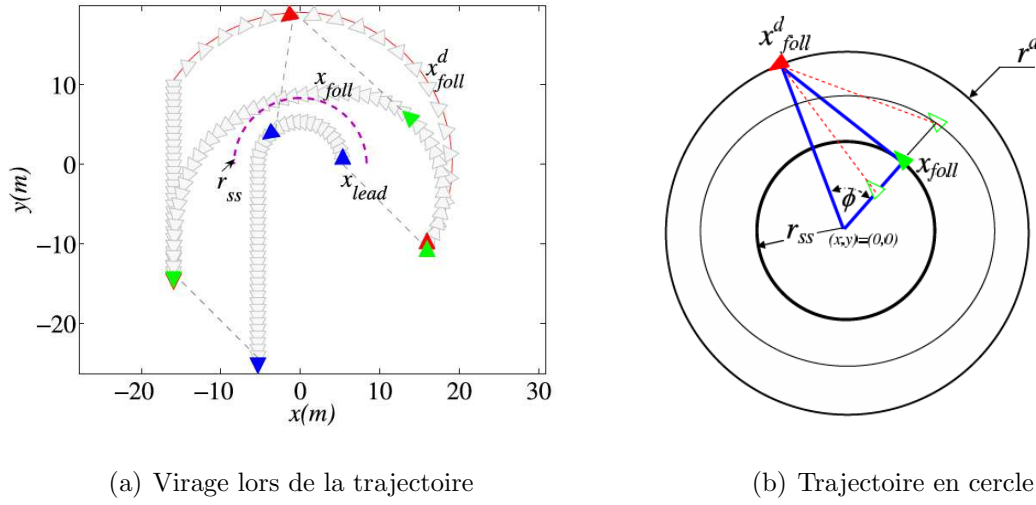 10
0
−10
−20
y(m)
−20
−10
0
10
20
30
x(m)
x^d_foll
x_foll
r_ss
x_lead
(a) Virage lors de la trajectoire
x^d_foll
r^d
x_foll
ϕ
r_ss
(x,y)=(0,0)
(b) Trajectoire en cercle